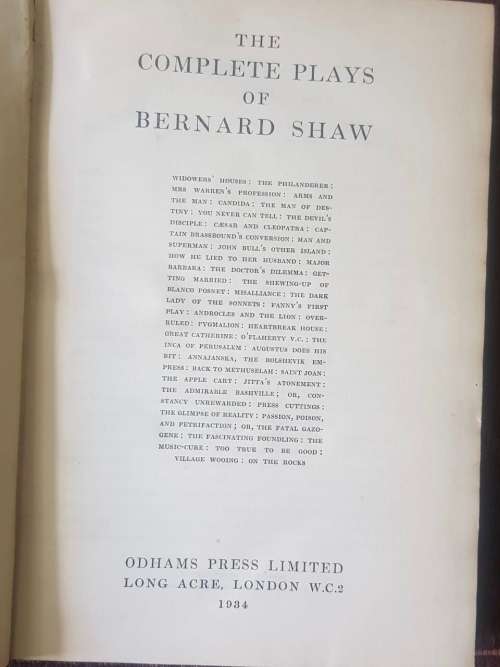 THE
COMPLETE PLAYS
OF
BERNARD SHAW
WIDOWERS' HOUSES: THE PHILANDERER:
MRS WARREN'S PROFESSION: ARMS AND
THE MAN: CANDIDA: THE MAN OF DES-
TINY: YOU NEVER CAN TELL: THE DEVIL'S
DISCIPLE: CÆSAR AND CLEOPATRA: CAP-
TAIN BRASSBOUND'S CONVERSION: MAN AND
SUPERMAN: JOHN BULL'S OTHER ISLAND:
HOW HE LIED TO HER HUSBAND: MAJOR
BARBARA: THE DOCTOR'S DILEMMA: GET-
TING MARRIED: THE SHEWING-UP OF
BLANCO POSNET: MISALLIANCE: THE DARK
LADY OF THE SONNETS: FANNY'S FIRST
PLAY: ANDROCLES AND THE LION: OVER-
RULED: PYGMALION: HEARTBREAK HOUSE:
GREAT CATHERINE: O'FLAHERTY V.C.: THE
INCA OF PERUSALEM: AUGUSTUS DOES HIS
BIT: ANNAJANSKA, THE BOLSHEVIK EM-
PRESS: BACK TO METHUSELAH: SAINT JOAN:
THE APPLE CART: JITTA'S ATONEMENT:
THE ADMIRABLE BASHVILLE; OR, CON-
STANCY UNREWARDED: PRESS CUTTINGS:
THE GLIMPSE OF REALITY: PASSION, POISON,
AND PETRIFACTION; OR, THE FATAL GAZO-
GENE: THE FASCINATING FOUNDLING: THE
MUSIC-CURE: TOO TRUE TO BE GOOD:
VILLAGE WOOING: ON THE ROCKS
ODHAMS PRESS LIMITED
LONG ACRE, LONDON W.C.2
1934